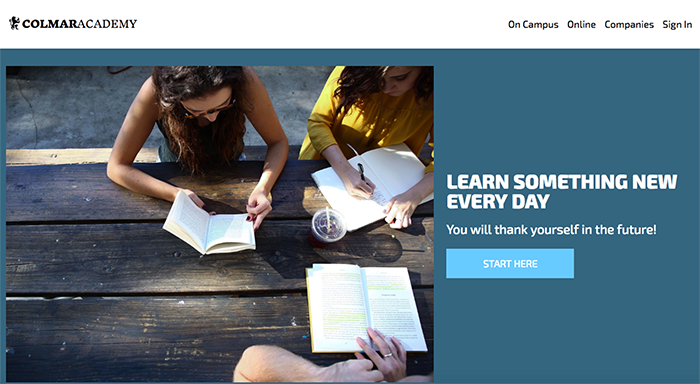 COLMARACADEMY
On Campus Online Companies Sign In
LEARN SOMETHING NEW
EVERY DAY
You will thank yourself in the future!
START HERE